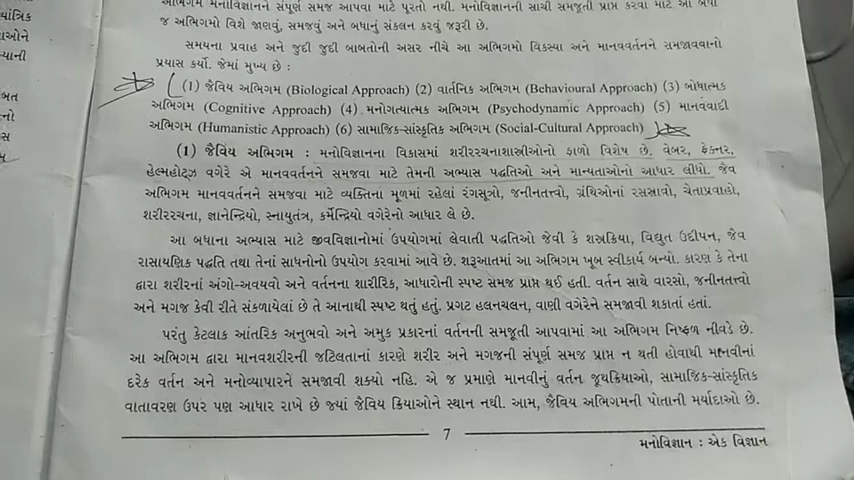 યાંત્રિક
ાઓને
યાની
બત
નો
સ
અભિગમ મનોવિજ્ઞાનને સંપૂર્ણ સમજ આપવા માટે પૂરતો નથી. મનોવિજ્ઞાનની સાચી સમજૂતી પ્રાપ્ત કરવા માટે આ બધા
જ અભિગમો વિશે જાણવું, સમજવું અને બધાનું સંકલન કરવું જરૂરી છે.
સમયના પ્રવાહ અને જુદી જુદી બાબતોની અસર નીચે આ અભિગમો વિકસ્યા અને માનવવર્તનને સમજાવવાનો
પ્રયાસ કર્યો. જેમાં મુખ્ય છે :
(1) જૈવિય અભિગમ (Biological Approach) (2) વાર્તનિક અભિગમ (Behavioural Approach) (3) બોધાત્મક
અભિગમ (Cognitive Approach) (4) મનોગત્યાત્મક અભિગમ (Psychodynamic Approach) (5) માનવવાદી
અભિગમ (Humanistic Approach) (6) સામાજિક-સાંસ્કૃતિક અભિગમ (Social-Cultural Approach)
(1) જૈવિય અભિગમ : મનોવિજ્ઞાનના વિકાસમાં શરીરરચનાશાસ્ત્રીઓનો ફાળો વિશેષ છે. વેબર, ફેકનર,
હેલ્મહોટ્ઝ વગેરે એ માનવવર્તનને સમજવા માટે તેમની અભ્યાસ પદ્ધતિઓ અને માન્યતાઓનો આધાર લીધો. જૈવ
અભિગમ માનવવર્તનને સમજવા માટે વ્યક્તિના મૂળમાં રહેલાં રંગસૂત્રો, જનીનતત્ત્વો, ગ્રંથિઓનાં રસસ્રાવો, ચેતાપ્રવાહો,
શરીરરચના, જ્ઞાનેન્દ્રિયો, સ્નાયુતંત્ર, કર્મેન્દ્રિયો વગેરેનો આધાર લે છે.
આ બધાના અભ્યાસ માટે જીવવિજ્ઞાનોમાં ઉપયોગમાં લેવાતી પદ્ધતિઓ જેવી કે શસ્ત્રક્રિયા, વિદ્યુત ઉદ્દીપન, જૈવ
રાસાયણિક પદ્ધતિ તથા તેનાં સાધનોનો ઉપયોગ કરવામાં આવે છે. શરૂઆતમાં આ અભિગમ ખૂબ સ્વીકાર્ય બન્યો. કારણ કે તેના
દ્વારા શરીરનાં અંગો-અવયવો અને વર્તનના શારીરિક, આધારોની સ્પષ્ટ સમજ પ્રાપ્ત થઈ હતી. વર્તન સાથે વારસો, જનીનતત્ત્વો
અને મગજ કેવી રીતે સંકળાયેલાં છે તે આનાથી સ્પષ્ટ થતું હતું. પ્રગટ હલનચલન, વાણી વગેરેને સમજાવી શકાતાં હતાં.
પરંતુ કેટલાક આંતરિક અનુભવો અને અમુક પ્રકારનાં વર્તનની સમજૂતી આપવામાં આ અભિગમ નિષ્ફળ નીવડે છે.
આ અભિગમ દ્વારા માનવશરીરની જટિલતાનાં કારણે શરીર અને મગજની સંપૂર્ણ સમજ પ્રાપ્ત ન થતી હોવાથી માનવીનાં
દરેક વર્તન અને મનોવ્યાપારને સમજાવી શક્યો નહિ. એ જ પ્રમાણે માનવીનું વર્તન જૂથક્રિયાઓ, સામાજિક-સાંસ્કૃતિક
વાતાવરણ ઉપર પણ આધાર રાખે છે જ્યાં જૈવિય ક્રિયાઓને સ્થાન નથી. આમ, જૈવિય અભિગમની પોતાની મર્યાદાઓ છે.
7
મનોવિજ્ઞાન : એક વિજ્ઞાન